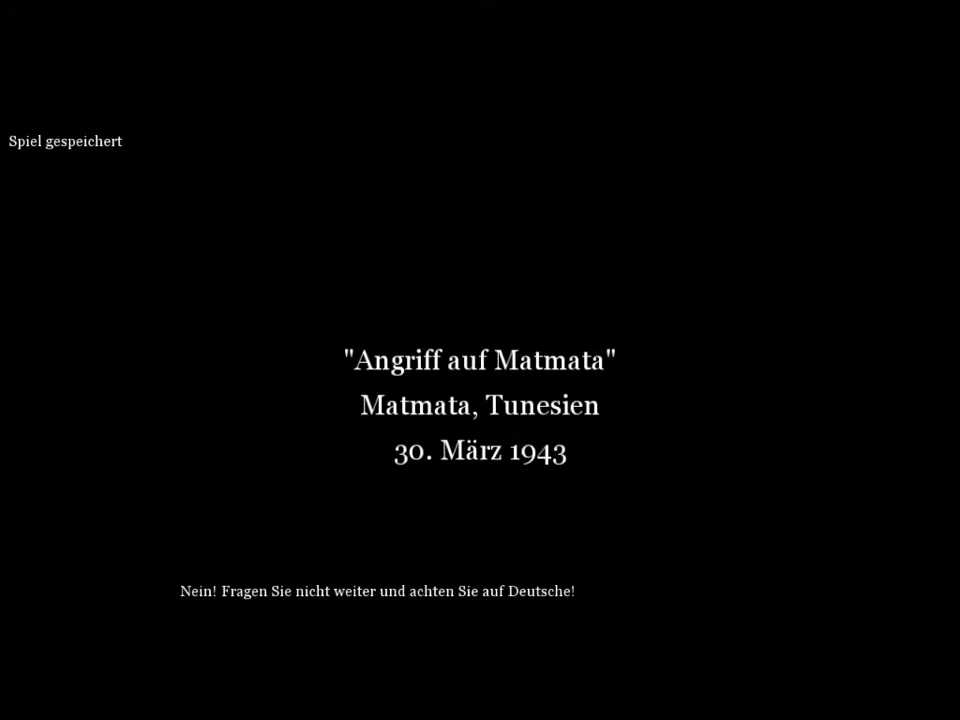 Spiel gespeichert
"Angriff auf Matmata"
Matmata, Tunesien
30. März 1943
Nein! Fragen Sie nicht weiter und achten Sie auf Deutsche!